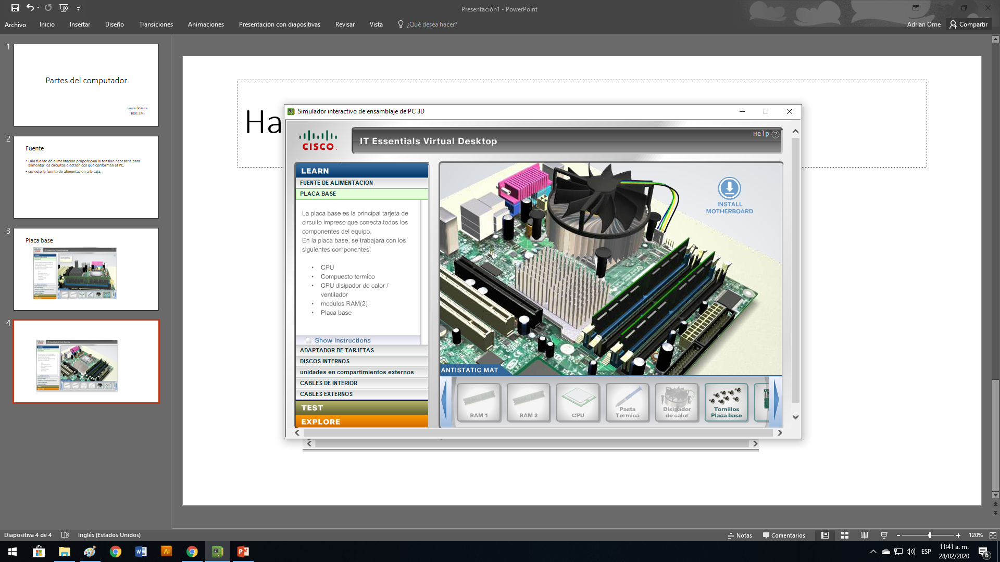 Presentación1 - PowerPoint
Archivo Inicio Insertar Diseño Transiciones Animaciones Presentación con diapositivas Revisar Vista ¿Qué desea hacer? Adrian Ome Compartir
1
Partes del computador
Laura Boavita
1001 J.M.
2
Fuente
• Una fuente de alimentacion proporciona la tension necesaria para
alimentar los circuitos electronicos que conforman el PC.
• conecte la fuente de alimentacion a la caja.
3
Placa base
4
Ha
Simulador interactivo de ensamblaje de PC 3D
CISCO
IT Essentials Virtual Desktop
Help ?
LEARN
FUENTE DE ALIMENTACION
PLACA BASE
La placa base es la principal tarjeta de
circuito impreso que conecta todos los
componentes del equipo.
En la placa base, se trabajara con los
siguientes componentes:
• CPU
• Compuesto termico
• CPU disipador de calor /
ventilador
• modulos RAM(2)
• Placa base
Show Instructions
ADAPTADOR DE TARJETAS
DISCOS INTERNOS
unidades en compartimientos externos
CABLES DE INTERIOR
CABLES EXTERNOS
TEST
EXPLORE
INSTALL
MOTHERBOARD
ANTISTATIC MAT
RAM 1
RAM 2
CPU
Pasta
Termica
Disipador
de calor
Tornillos
Placa base
Diapositiva 4 de 4 Inglés (Estados Unidos) Notas Comentarios 120%
ESP
11:41 a. m.
28/02/2020
6